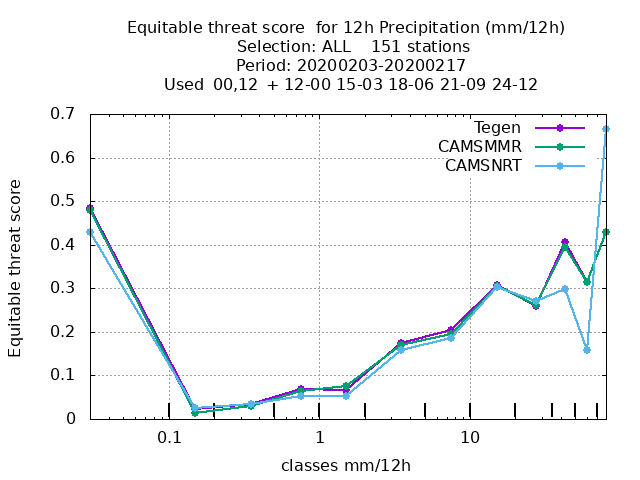 Equitable threat score  for 12h Precipitation (mm/12h)
Selection: ALL    151 stations
Period: 20200203-20200217
Used  00,12  + 12-00 15-03 18-06 21-09 24-12
Tegen
CAMSMMR
CAMSNRT
0.7
0.6
0.5
0.4
0.3
0.2
0.1
0
Equitable threat score
0.1 1 10
classes mm/12h